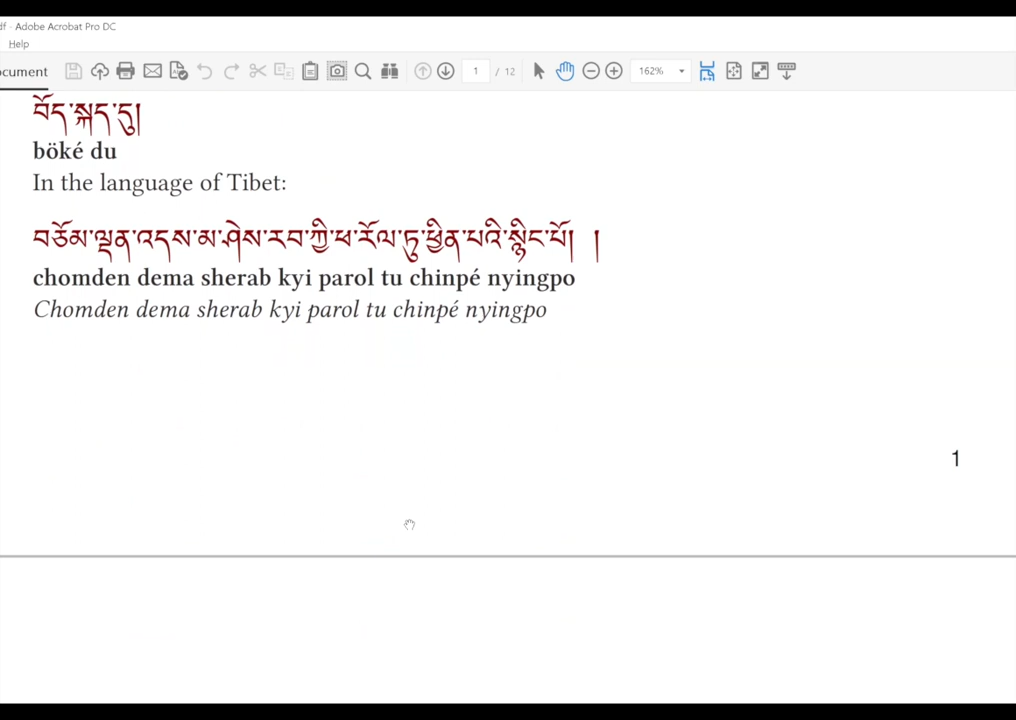 df - Adobe Acrobat Pro DC
Help
ocument
1 / 12
162%
བོད་སྐད་དུ།
böké du
In the language of Tibet:
བཅོམ་ལྡན་འདས་མ་ཤེས་རབ་ཀྱི་ཕ་རོལ་ཏུ་ཕྱིན་པའི་སྙིང་པོ། །
chomden dema sherab kyi parol tu chinpé nyingpo
Chomden dema sherab kyi parol tu chinpé nyingpo
1